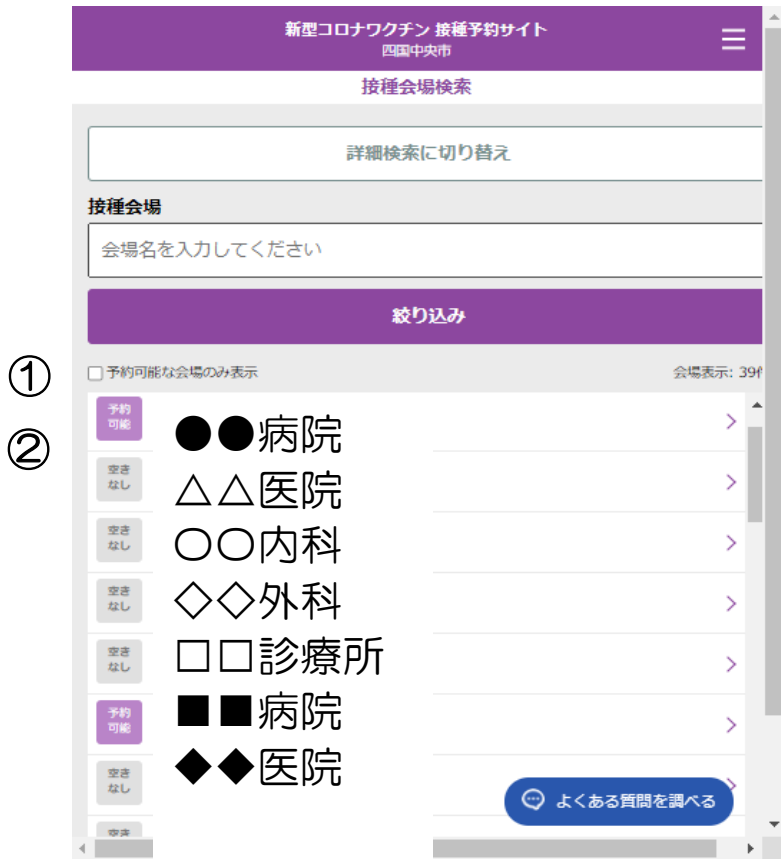 新型コロナワクチン 接種予約サイト
四国中央市
接種会場検索
詳細検索に切り替え
接種会場
会場名を入力してください
絞り込み
①
予約可能な会場のみ表示
会場表示: 39
②
予約
可能
●●病院
空き
なし
△△医院
空き
なし
〇〇内科
空き
なし
◇◇外科
空き
なし
□□診療所
予約
可能
■■病院
空き
なし
◆◆医院
よくある質問を調べる
空き